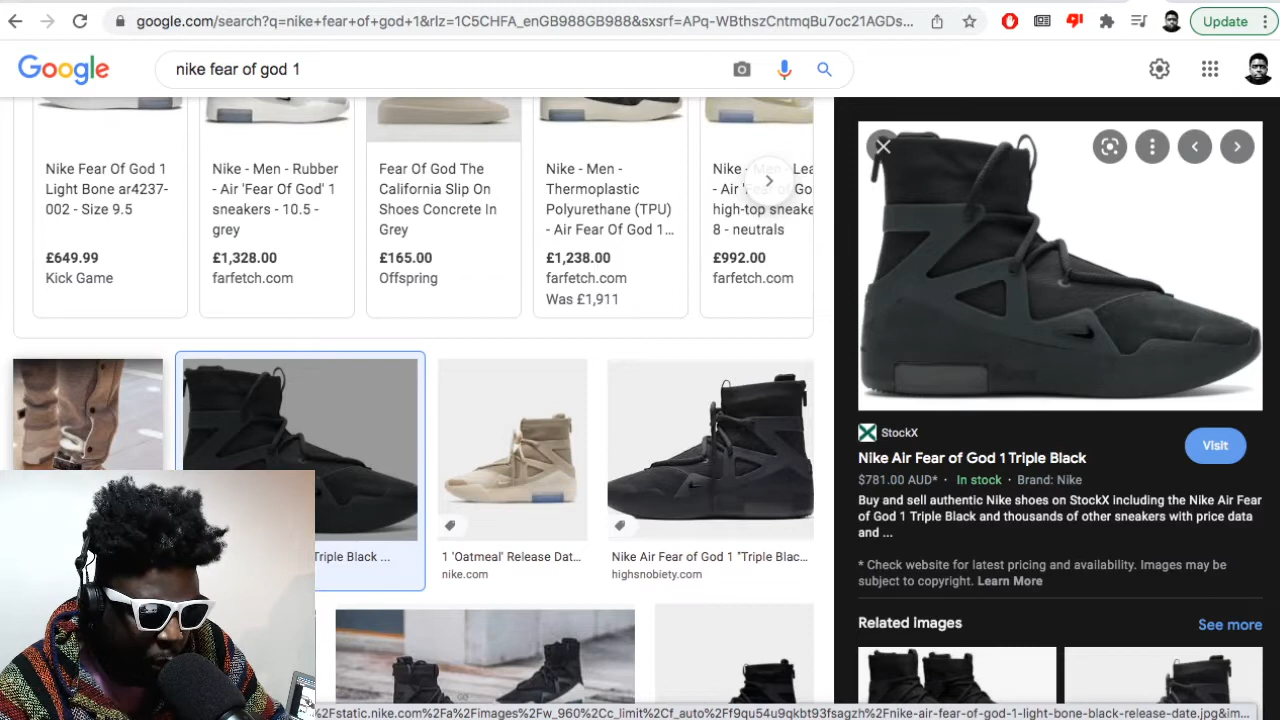 google.com/search?q=nike+fear+of+god+1&rlz=1C5CHFA_enGB988GB988&sxsrf=APq-WBthszCntmqBu7oc21AGDs...
Update
Google
nike fear of god 1
Nike Fear Of God 1
Light Bone ar4237-
002 - Size 9.5
£649.99
Kick Game
Nike - Men - Rubber
- Air 'Fear Of God' 1
sneakers - 10.5 -
grey
£1,328.00
farfetch.com
Fear Of God The
California Slip On
Shoes Concrete In
Grey
£165.00
Offspring
Nike - Men -
Thermoplastic
Polyurethane (TPU)
- Air Fear Of God 1...
£1,238.00
farfetch.com
Was £1,911
Nike - Lea
- Air 'Fear of Go
high-top sneake
8 - neutrals
£992.00
farfetch.com
Triple Black ...
1 'Oatmeal' Release Dat...
nike.com
Nike Air Fear of God 1 "Triple Blac...
highsnobiety.com
StockX
Visit
Nike Air Fear of God 1 Triple Black
$781.00 AUD* · In stock · Brand: Nike
Buy and sell authentic Nike shoes on StockX including the Nike Air Fear
of God 1 Triple Black and thousands of other sneakers with price data
and ...
* Check website for latest pricing and availability. Images may be
subject to copyright. Learn More
Related Images
See more
%2Fstatic.nike.com%2Fa%2Fimages%2Fw_960%2Cc_limit%2Cf_auto%2Ff9qu54u9qkbt93fsagzh%2Fnike-air-fear-of-god-1-light-bone-black-release-date.jpg&im...